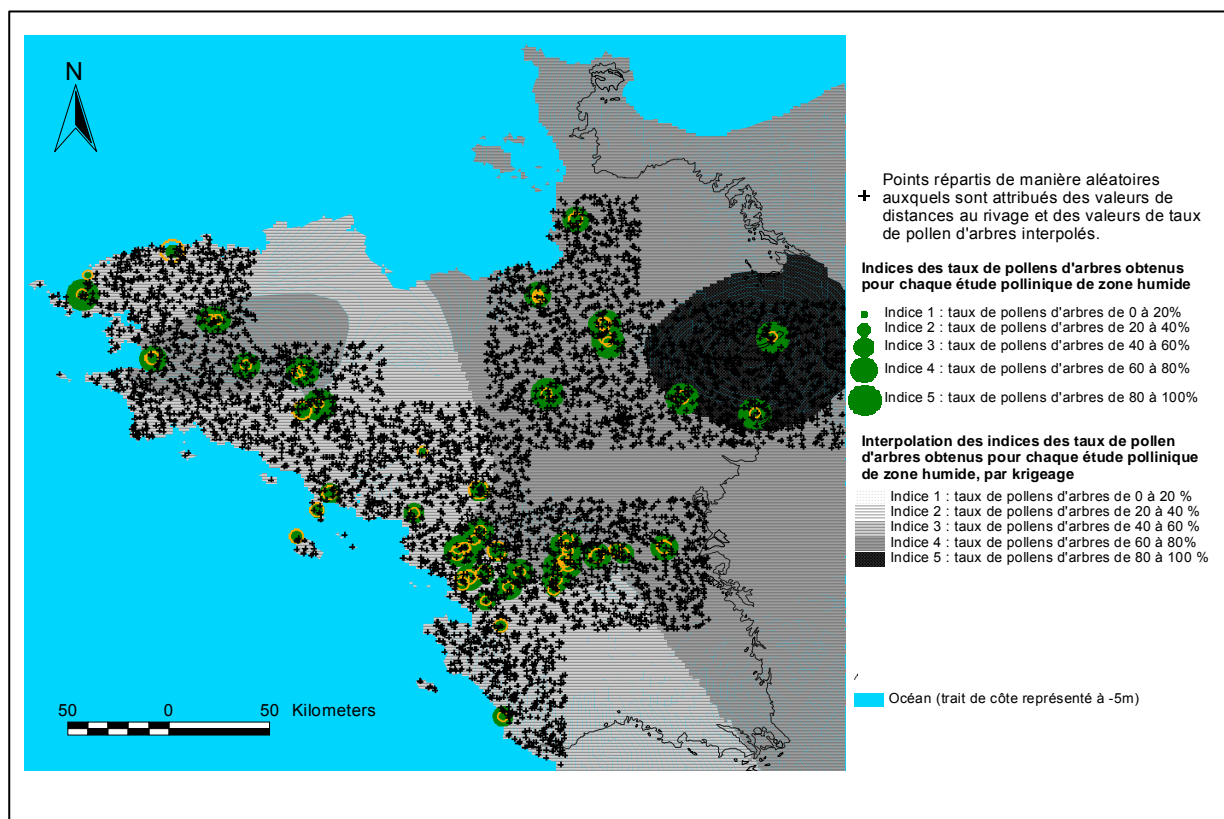 N
50 0 50 Kilometers
Points répartis de manière aléatoires
auxquels sont attribués des valeurs de
distances au rivage et des valeurs de taux
de pollen d'arbres interpolés.
Indices des taux de pollens d'arbres obtenus
pour chaque étude pollinique de zone humide
Indice 1 : taux de pollens d'arbres de 0 à 20%
Indice 2 : taux de pollens d'arbres de 20 à 40%
Indice 3 : taux de pollens d'arbres de 40 à 60%
Indice 4 : taux de pollens d'arbres de 60 à 80%
Indice 5 : taux de pollens d'arbres de 80 à 100%
Interpolation des indices des taux de pollen
d'arbres obtenus pour chaque étude pollinique
de zone humide, par krigeage
Indice 1 : taux de pollens d'arbres de 0 à 20 %
Indice 2 : taux de pollens d'arbres de 20 à 40 %
Indice 3 : taux de pollens d'arbres de 40 à 60 %
Indice 4 : taux de pollens d'arbres de 60 à 80%
Indice 5 : taux de pollens d'arbres de 80 à 100 %
Océan (trait de côte représenté à -5m)